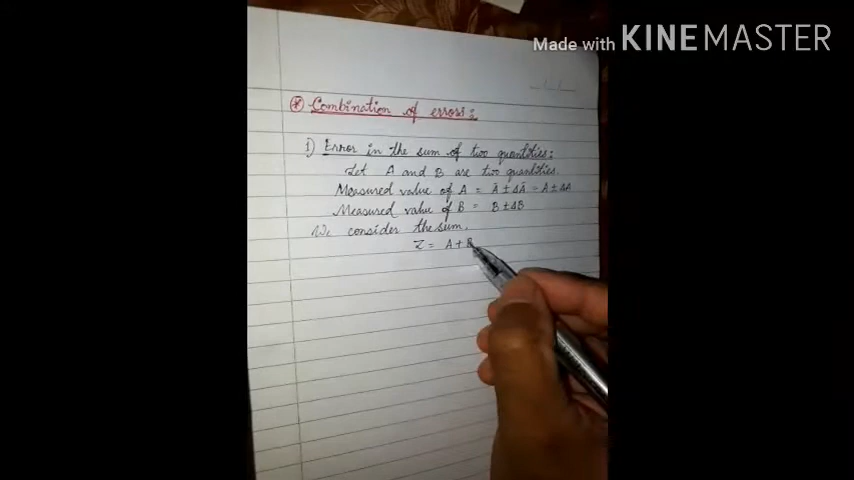 Made with KINEMASTER
Combination of errors:
1) Error in the sum of two quantities:
Let A and B are two quantities.
Measured value of A = A ± ΔA = A ± ΔA
Measured value of B = B ± ΔB
We consider the sum.
Z = A + B